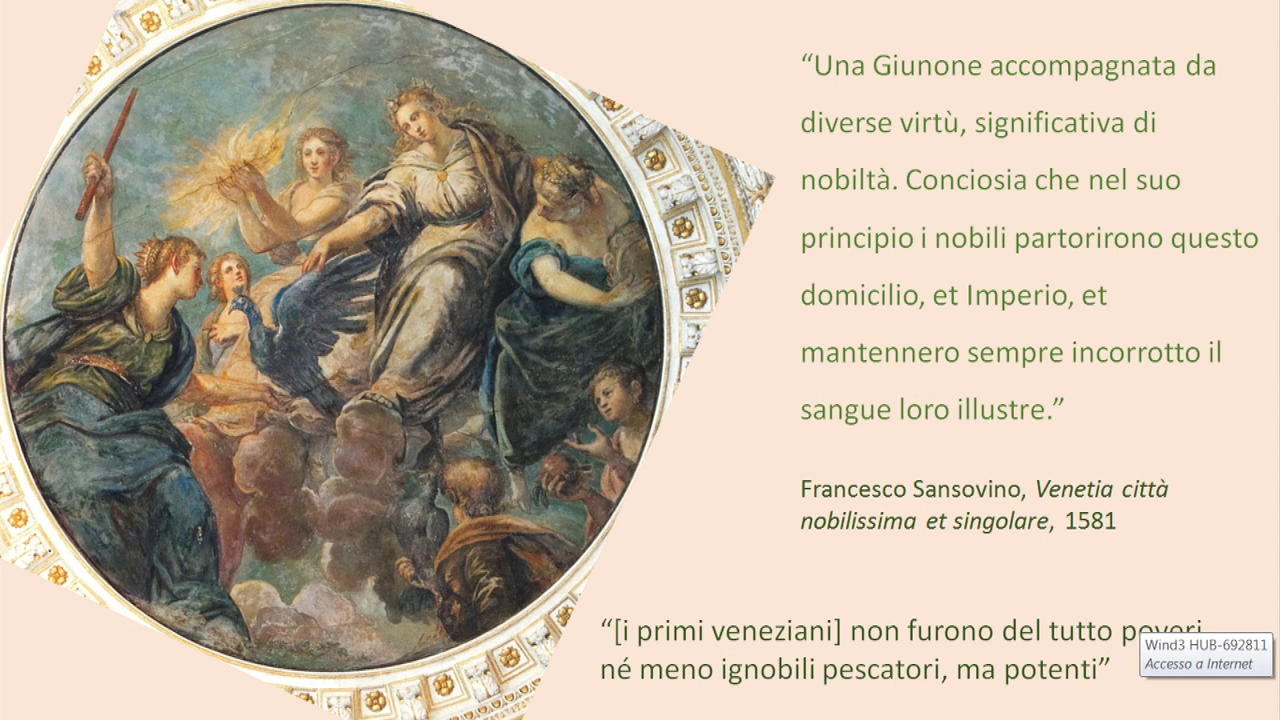 “Una Giunone accompagnata da
diverse virtù, significativa di
nobiltà. Conciosia che nel suo
principio i nobili partorirono questo
domicilio, et Imperio, et
mantennero sempre incorrotto il
sangue loro illustre.”
Francesco Sansovino, Venetia città
nobilissima et singolare, 1581
“[i primi veneziani] non furono del tutto poveri
né meno ignobili pescatori, ma potenti”
Wind3 HUB-692811
Accesso a Internet